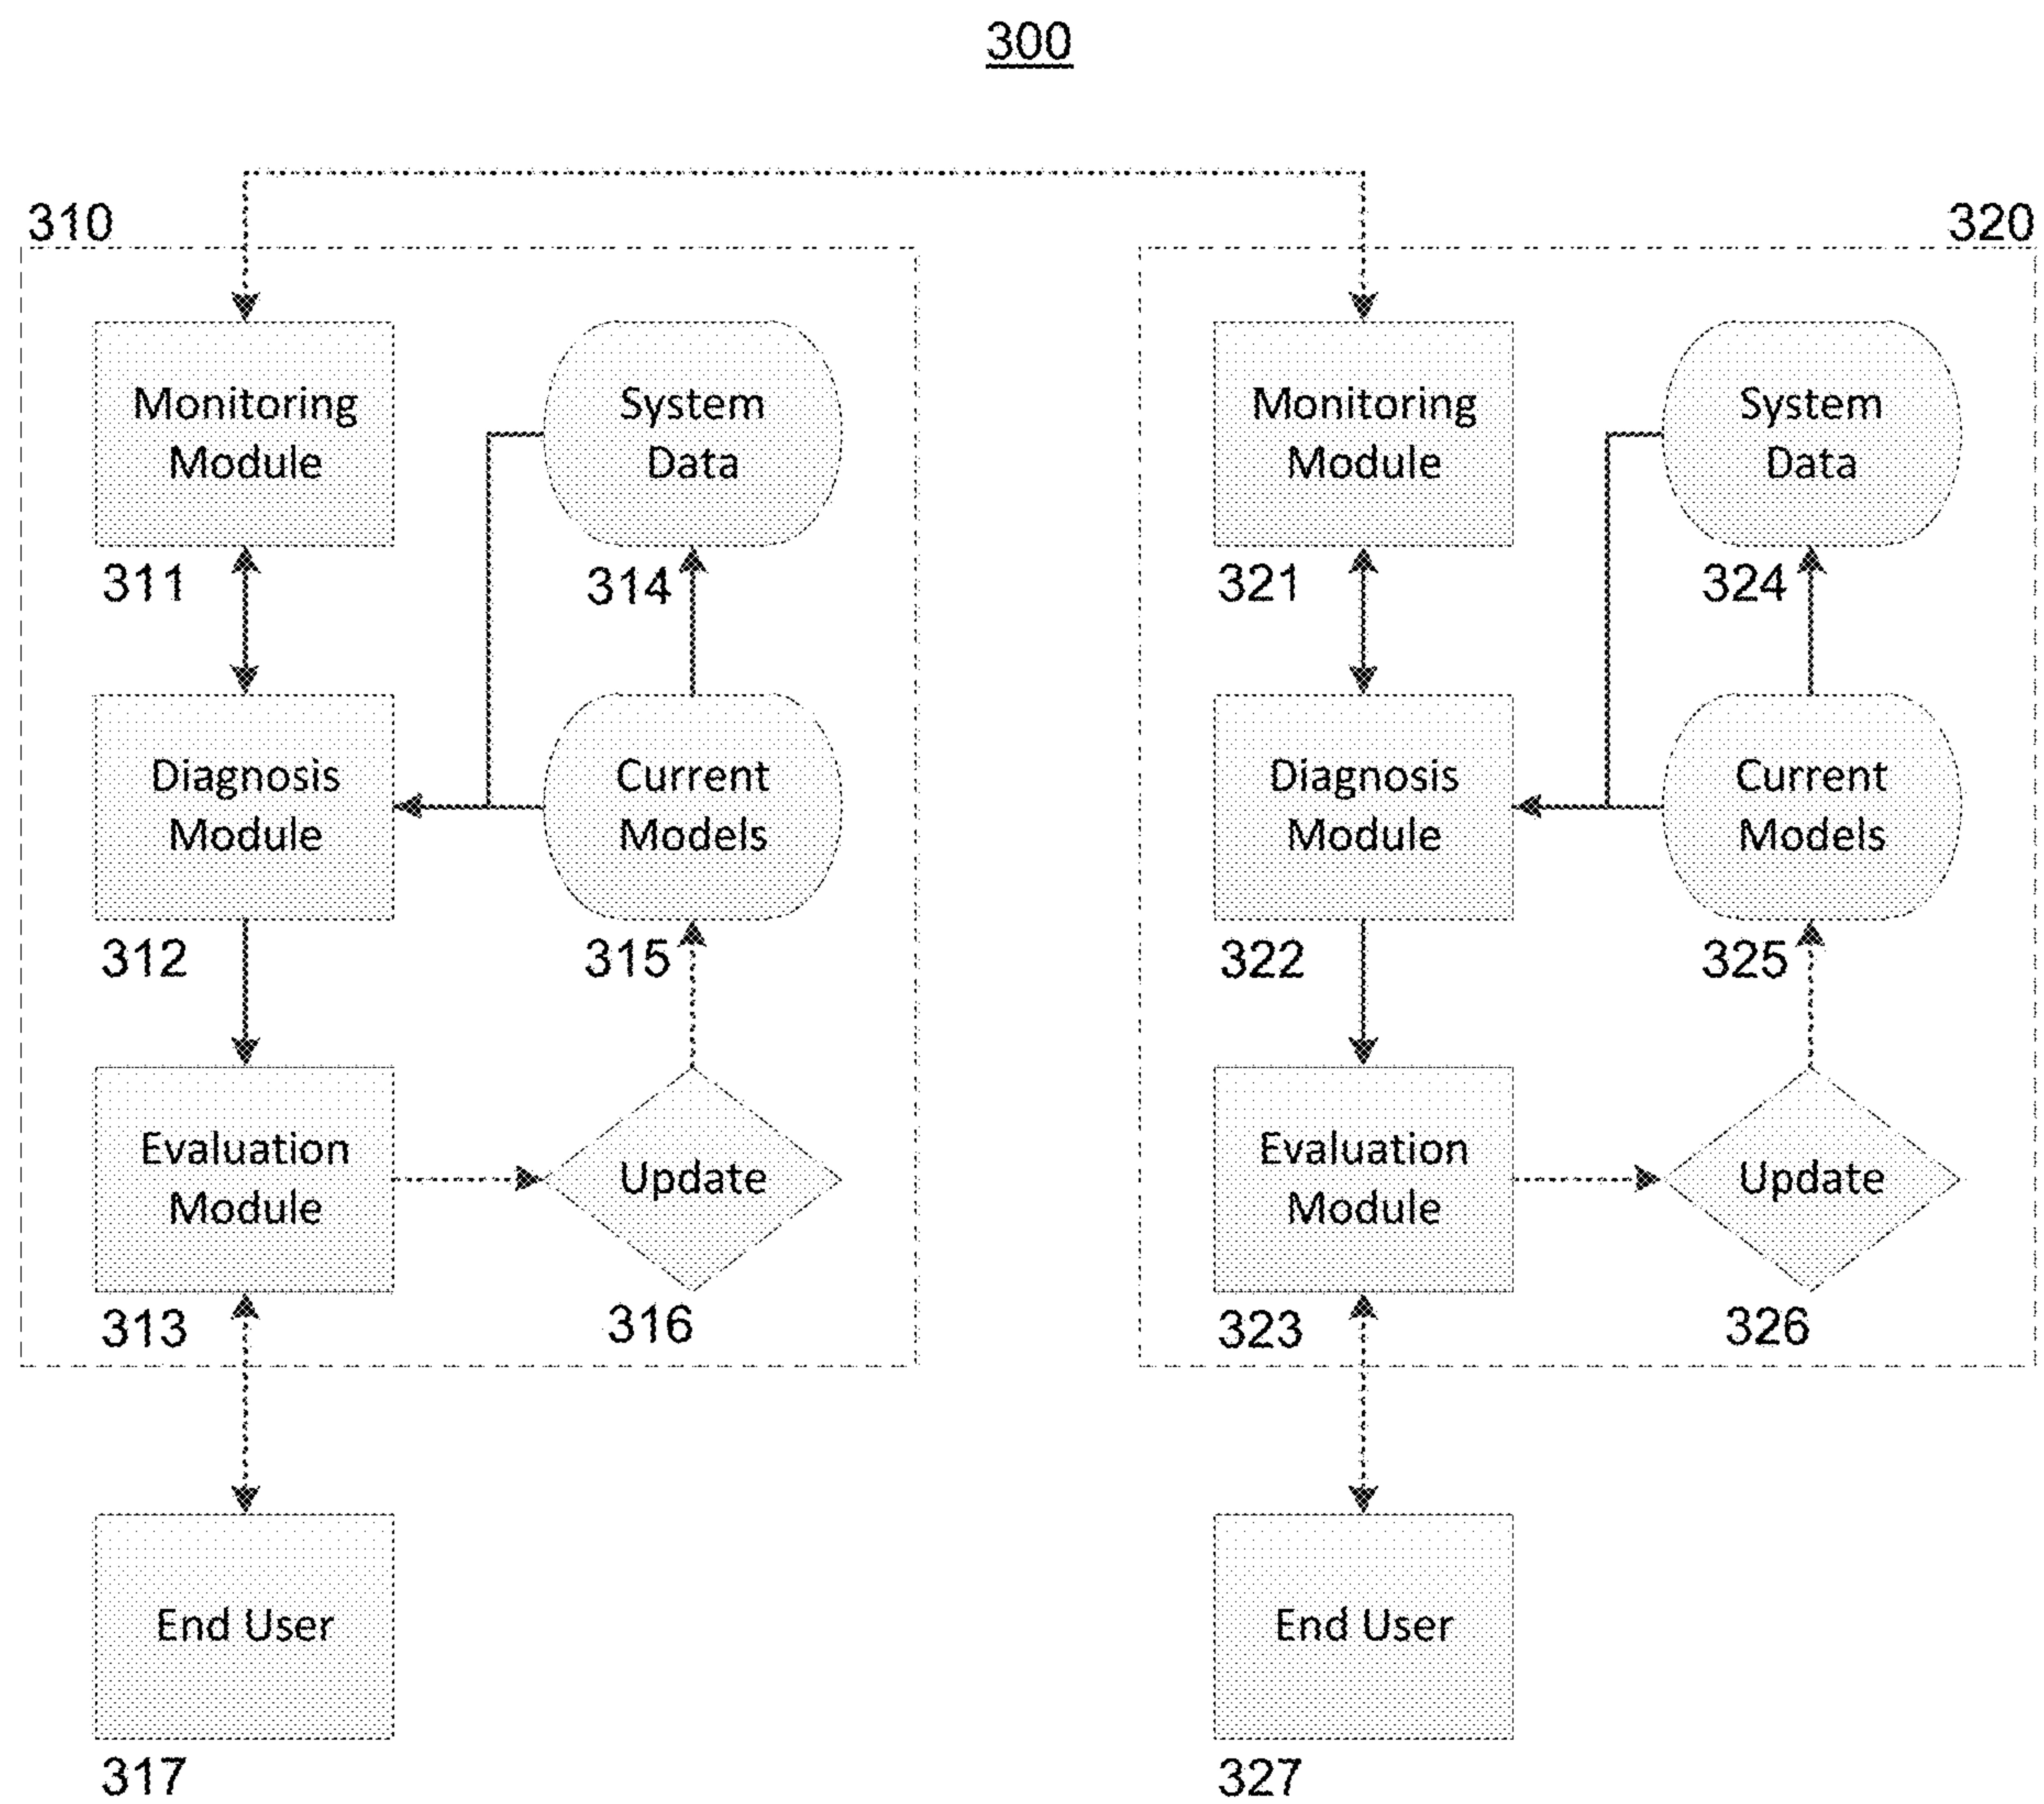 300
310
320
Monitoring
Module
System
Data
Monitoring
Module
System
Data
311
314
321
324
Diagnosis
Module
Current
Models
Diagnosis
Module
Current
Models
312
315
322
325
Evaluation
Module
Update
Evaluation
Module
Update
313
316
323
326
End User
End User
317
327